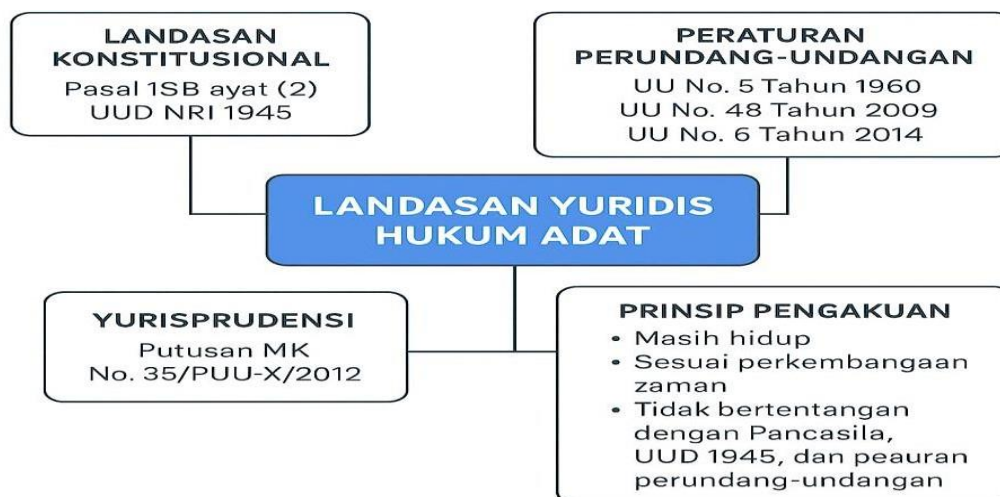 LANDASAN
KONSTITUSIONAL
Pasal 1SB ayat (2)
UUD NRI 1945
PERATURAN
PERUNDANG-UNDANGAN
UU No. 5 Tahun 1960
UU No. 48 Tahun 2009
UU No. 6 Tahun 2014
LANDASAN YURIDIS
HUKUM ADAT
YURISPRUDENSI
Putusan MK
No. 35/PUU-X/2012
PRINSIP PENGAKUAN
• Masih hidup
• Sesuai perkembangaan
zaman
• Tidak bertentangan
dengan Pancasila,
UUD 1945, dan peauran
perundang-undangan